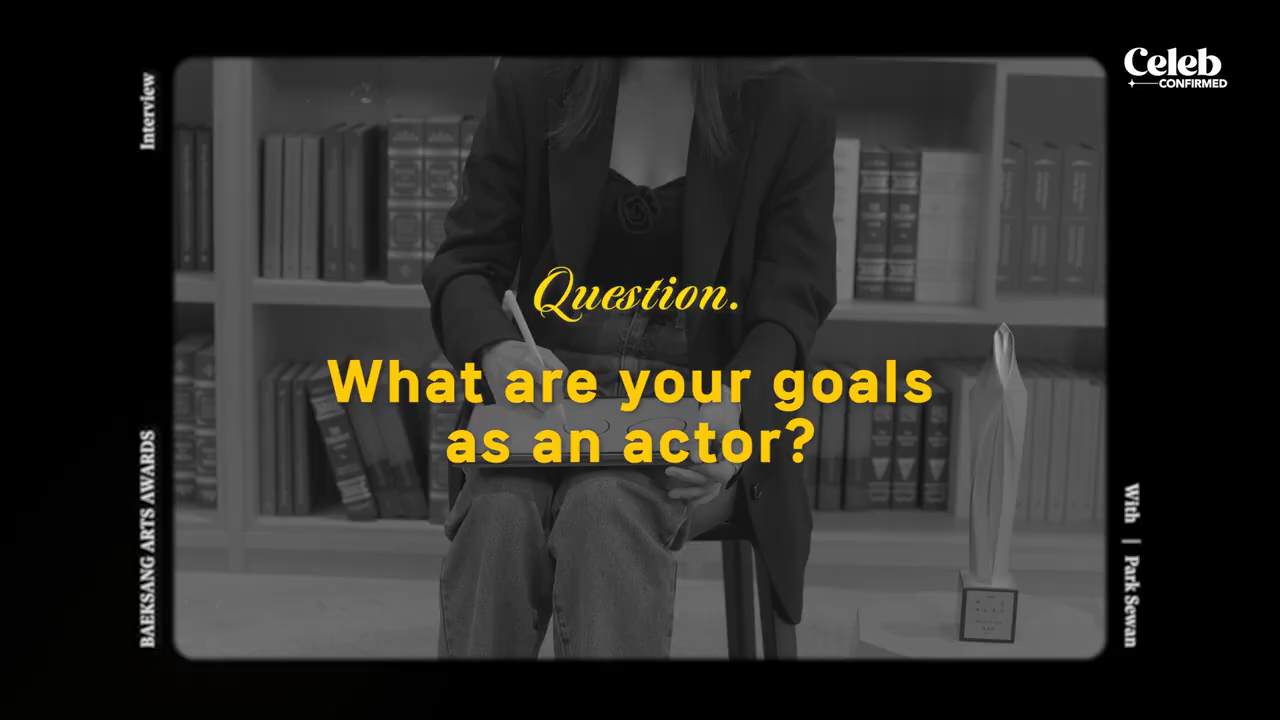 Celeb
CONFIRMED
Interview
BAEKSANG ARTS AWARDS
Question.
What are your goals
as an actor?
With | Park Sewan